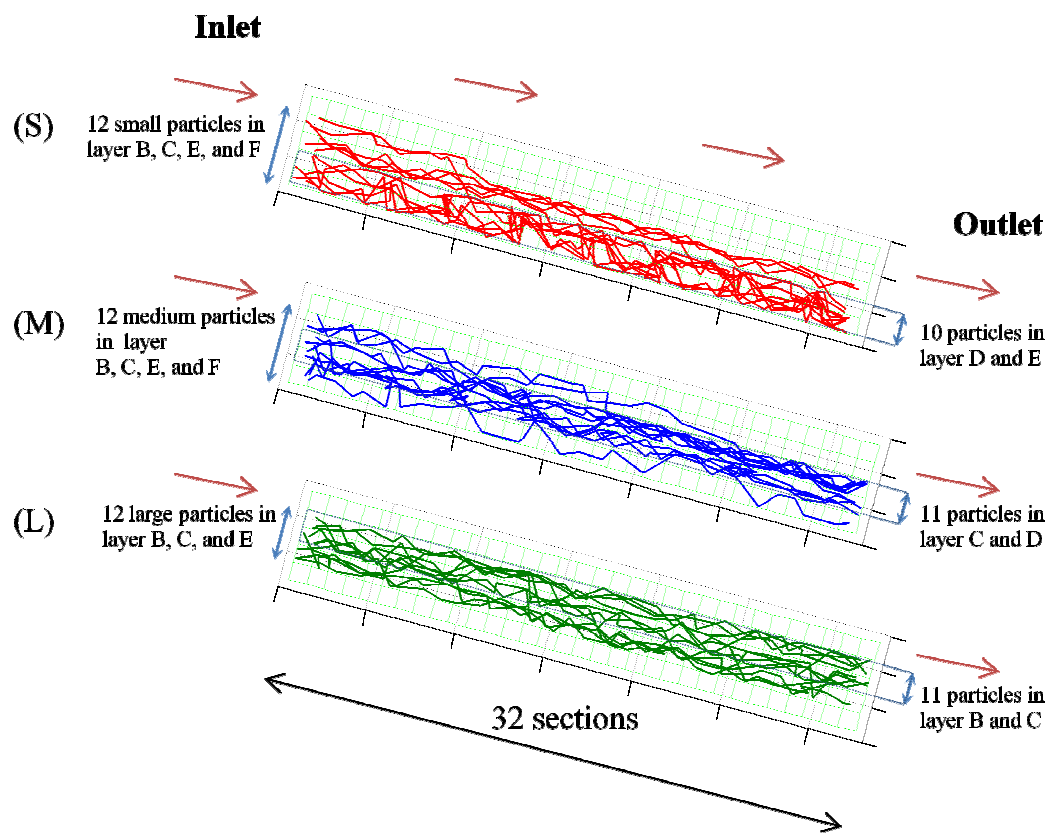 Inlet
(S)
12 small particles in
layer B, C, E, and F
Outlet
10 particles in
layer D and E
(M)
12 medium particles
in layer
B, C, E, and F
11 particles in
layer C and D
(L)
12 large particles in
layer B, C, and E
11 particles in
layer B and C
32 sections